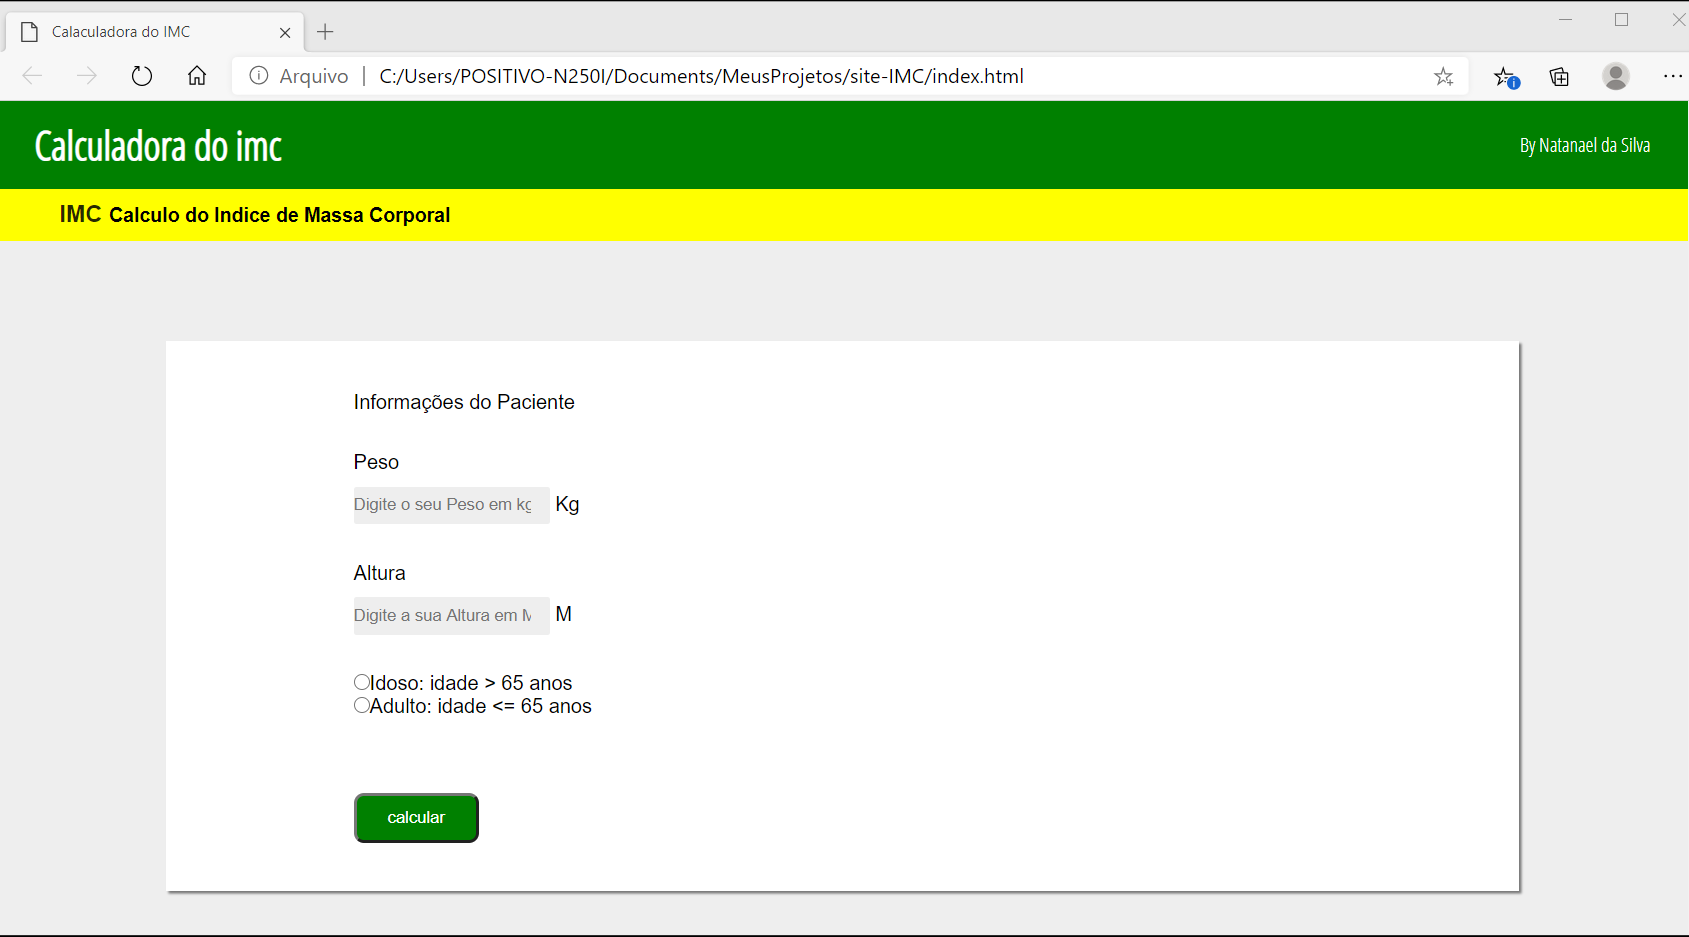 Calaculadora do IMC
Arquivo | C:/Users/POSITIVO-N250I/Documents/MeusProjetos/site-IMC/index.html
Calculadora do imc
By Natanael da Silva
IMC Calculo do Indice de Massa Corporal
Informações do Paciente
Peso
Digite o seu Peso em kg Kg
Altura
Digite a sua Altura em M M
Idoso: idade > 65 anos
Adulto: idade <= 65 anos
calcular